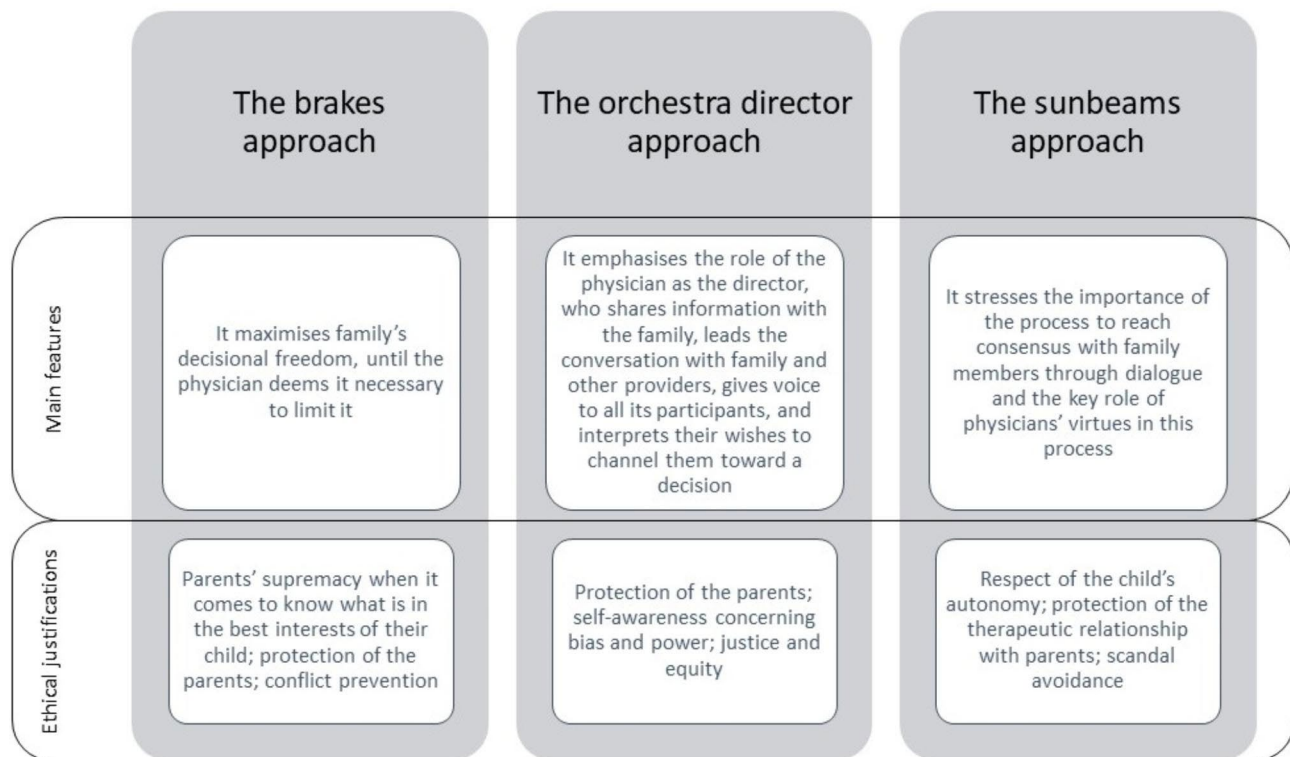 The brakes
approach
The orchestra director
approach
The sunbeams
approach
Main features
It maximises family's
decisional freedom, until the
physician deems it necessary
to limit it
It emphasises the role of the
physician as the director,
who shares information with
the family, leads the
conversation with family and
other providers, gives voice
to all its participants, and
interprets their wishes to
channel them toward a
decision
It stresses the importance of
the process to reach
consensus with family
members through dialogue
and the key role of
physicians' virtues in this
process
Ethical justifications
Parents' supremacy when it
comes to know what is in
the best interests of their
child; protection of the
parents; conflict prevention
Protection of the parents;
self-awareness concerning
bias and power; justice and
equity
Respect of the child's
autonomy; protection of the
therapeutic relationship
with parents; scandal
avoidance